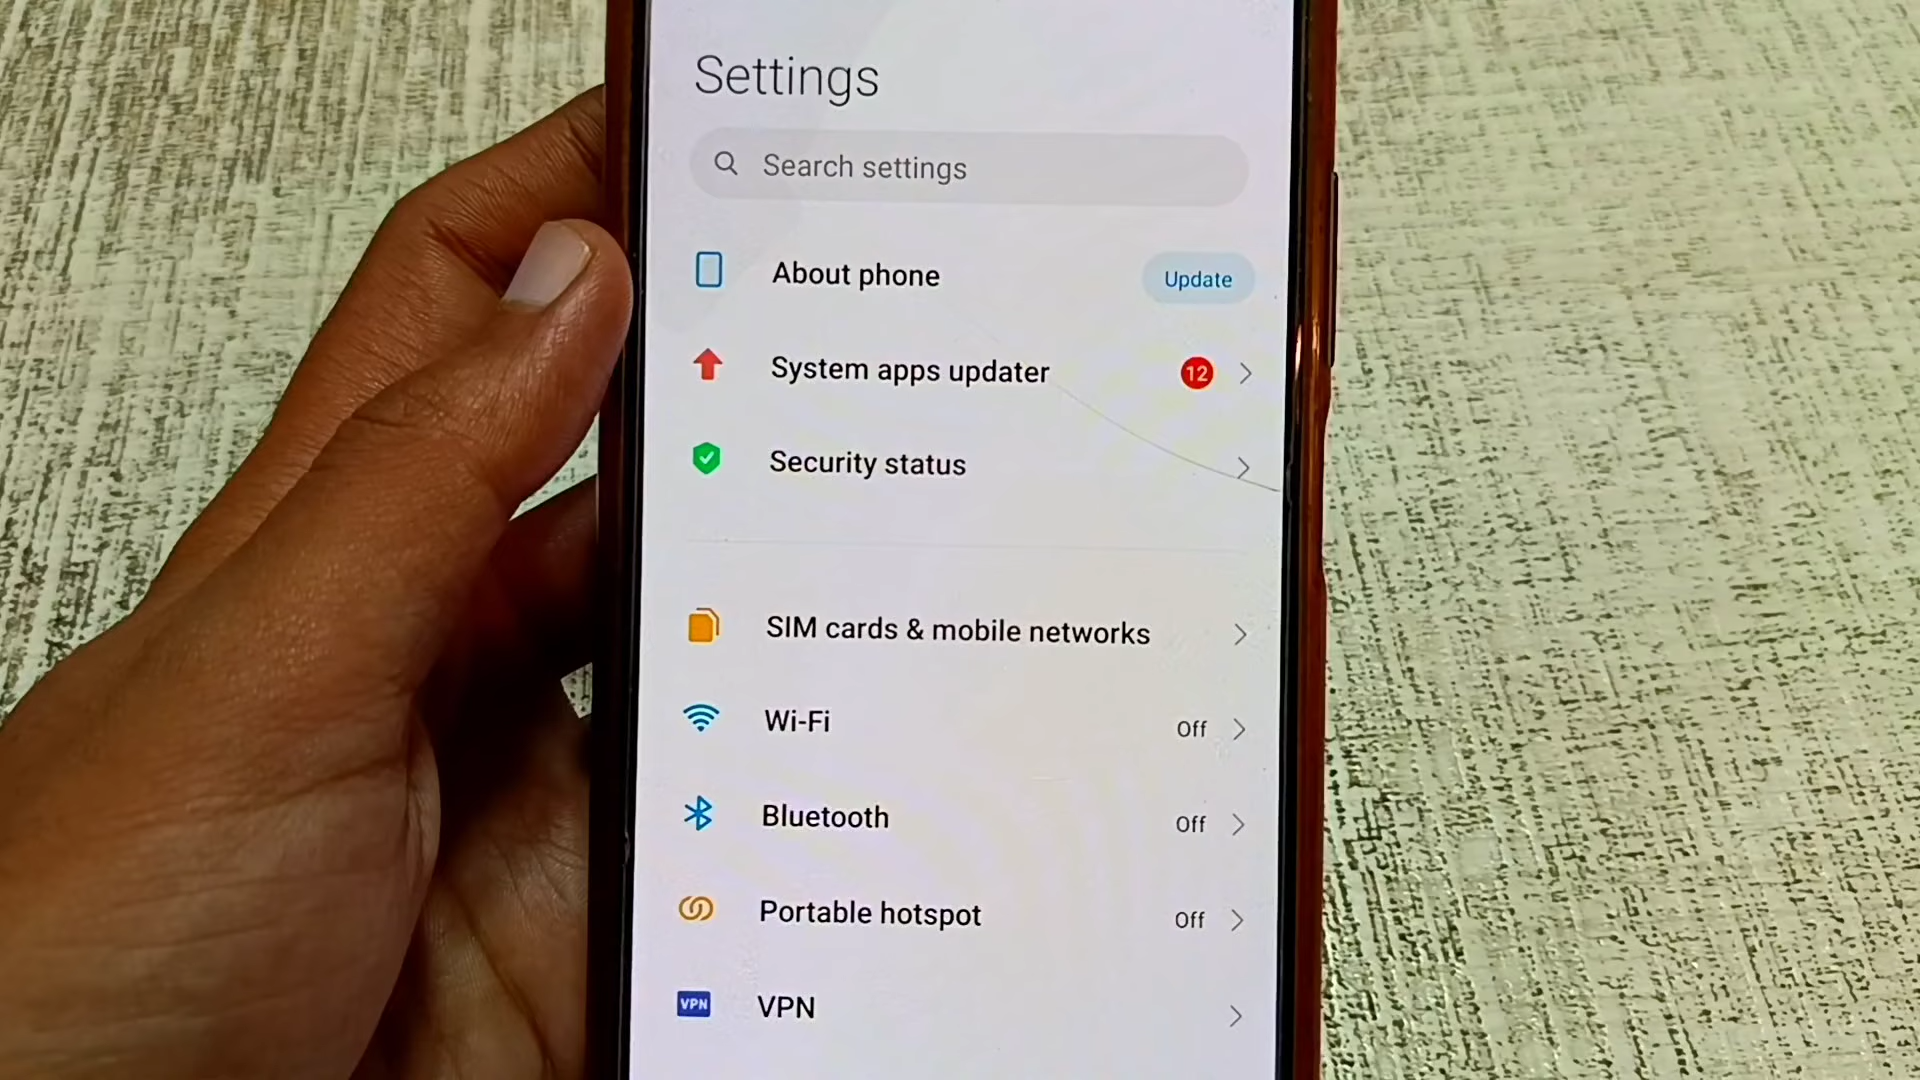 Settings
Search settings
About phone Update
System apps updater 12
Security status
SIM cards & mobile networks
Wi-Fi Off
Bluetooth Off
Portable hotspot Off
VPN VPN